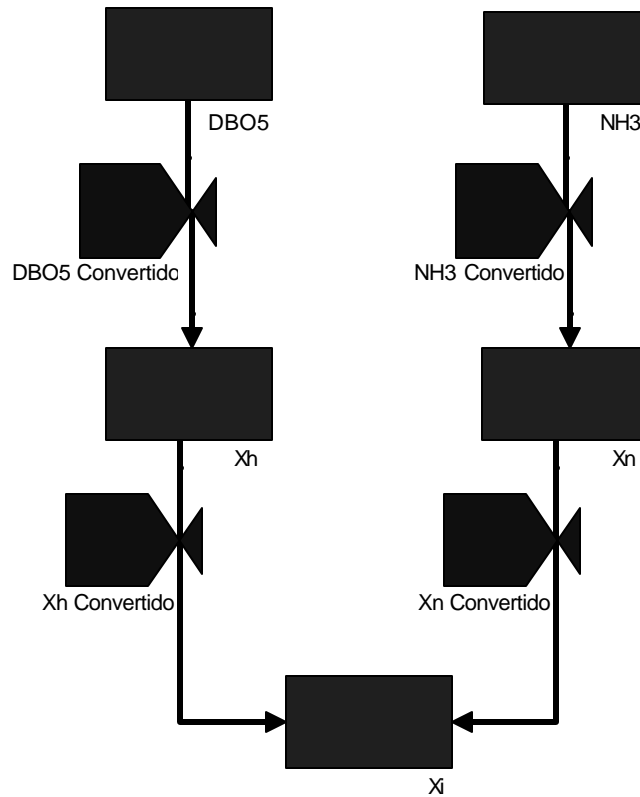 DBO5
NH3
DBO5 Convertido
NH3 Convertido
Xh
Xn
Xh Convertido
Xn Convertido
Xi